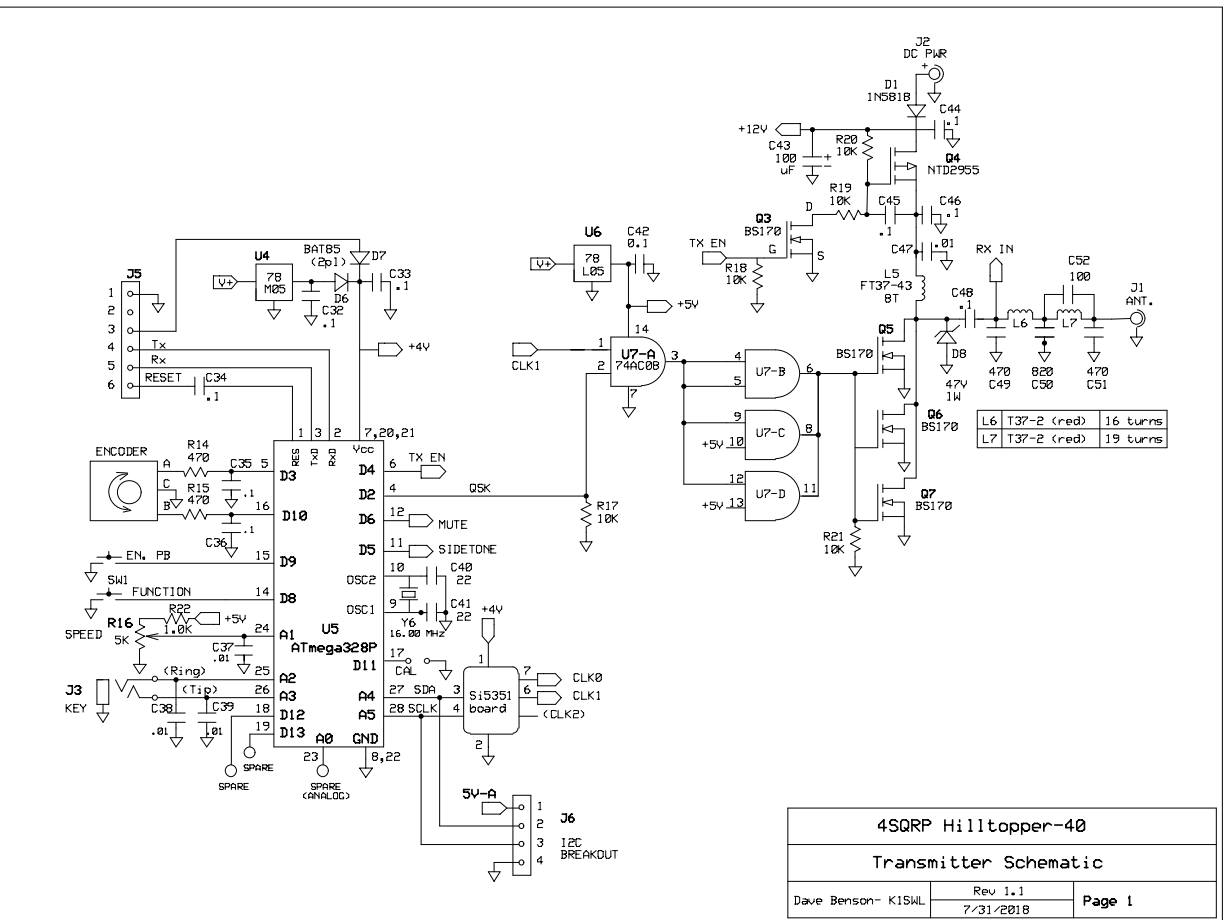 J2
DC PWR
+
D1
1N5818
C44
.1
+12V
C43
100
uF
+
R20
10K
Q4
NTD2955
R19
10K
C45
.1
C46
.1
D
Q3
BS170
G
S
TX EN
R18
10K
C47
.01
RX IN
L5
FT37-43
8T
C52
100
J1
ANT.
C48
.1
L6
L7
Q5
BS170
D8
47V
1W
470
C49
820
C50
470
C51
Q6
BS170
L6 T37-2 (red) 16 turns
L7 T37-2 (red) 19 turns
Q7
BS170
R21
10K
U6
78
L05
V+
C42
0.1
+5V
14
CLK1
1
2
U7-A
74AC08
3
7
4
5
U7-B
6
9
+5V 10
U7-C
8
12
+5V 13
U7-D
11
R17
10K
J5
1
2
3
4
5
6
Tx
Rx
RESET
C34
.1
U4
V+
78
M05
BAT85
(2pl)
D7
D6
C32
.1
C33
.1
+4V
1 3 2 7,20,21
RES
TxD
RxD
Vcc
ENCODER
A
C
B
R14
470
R15
470
C35
.1
C36
.1
5
D3
16
D10
EN. PB
15
D9
SW1
FUNCTION
14
D8
R22
1.0K
+5V
R16
5K
SPEED
24
A1
C37
.01
J3
KEY
(Ring)
(Tip)
25
A2
26
A3
C38
.01
C39
.01
18
D12
19
D13
SPARE
SPARE
A0
23
SPARE
(ANALOG)
GND
8,22
U5
ATmega328P
D4
6
TX EN
D2
4
QSK
D6
12
MUTE
D5
11
SIDETONE
OSC2
10
C40
22
OSC1
9
C41
22
Y6
16.00 MHz
D11
17
CAL
A4
27 SDA 3
A5
28 SCLK 4
+4V
1
Si5351
board
2
7
CLK0
6
CLK1
(CLK2)
5V-A
1
2
3
4
J6
I2C
BREAKOUT
4SQRP Hilltopper-40
Transmitter Schematic
Dave Benson- K1SWL
Rev 1.1
7/31/2018
Page 1